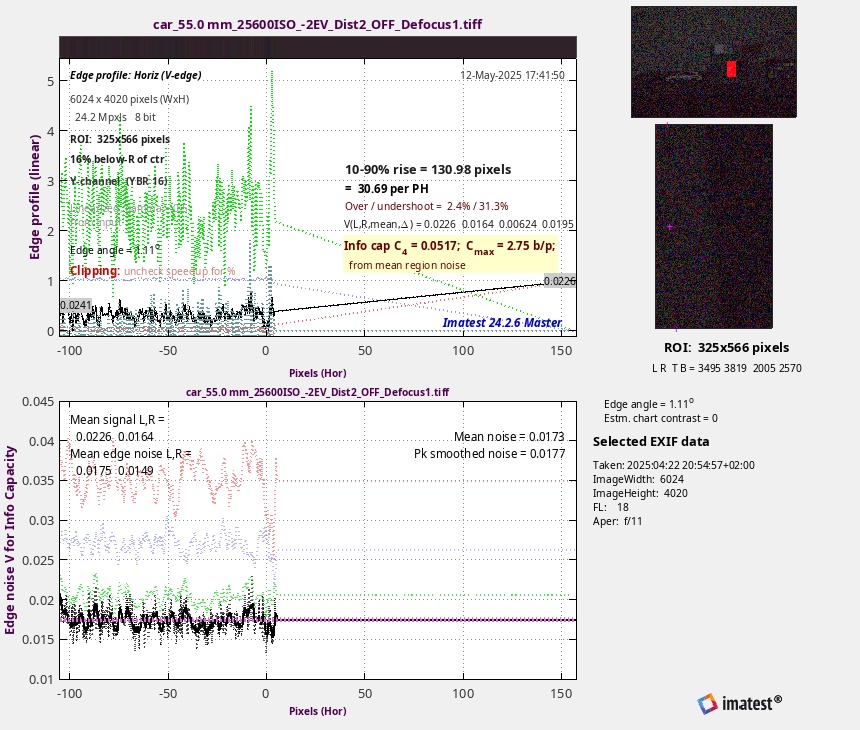 car_55.0 mm_25600ISO_-2EV_Dist2_OFF_Defocus1.tiff
Edge profile: Horiz (V-edge)
12-May-2025 17:41:50
6024 x 4020 pixels (WxH)
24.2 Mpxls 8 bit
ROI: 325x566 pixels
16% below-R of ctr
Y-channel (YBR 16)
Edge angle = 1.11o
Clipping: uncheck speedup for %
10-90% rise = 130.98 pixels
= 30.69 per PH
Over / undershoot = 2.4% / 31.3%
V(L,R,mean,Δ) = 0.0226 0.0164 0.00624 0.0195
Info cap C4 = 0.0517; Cmax = 2.75 b/p;
from mean region noise
0.0241
0.0226
Imatest 24.2.6 Master
Edge profile (linear)
5
4
3
2
1
0
-100
-50
0
50
100
150
Pixels (Hor)
car_55.0 mm_25600ISO_-2EV_Dist2_OFF_Defocus1.tiff
Mean signal L,R =
0.0226 0.0164
Mean edge noise L,R =
0.0175 0.0149
Mean noise = 0.0173
Pk smoothed noise = 0.0177
Edge noise V for Info Capacity
0.045
0.04
0.035
0.03
0.025
0.02
0.015
0.01
-100
-50
0
50
100
150
Pixels (Hor)
ROI: 325x566 pixels
L R T B = 3495 3819 2005 2570
Edge angle = 1.11o
Estm. chart contrast = 0
Selected EXIF data
Taken: 2025:04:22 20:54:57+02:00
ImageWidth: 6024
ImageHeight: 4020
FL: 18
Aper: f/11
imatest®